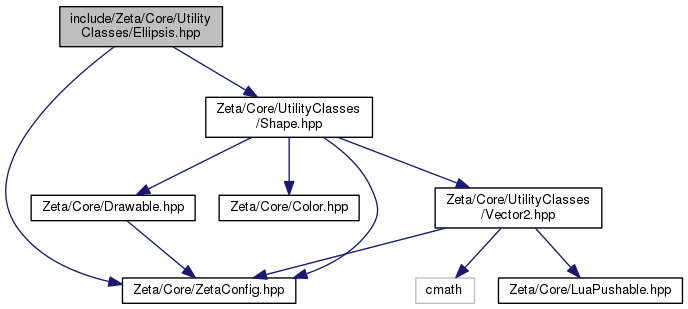 include/Zeta/Core/Utility
Classes/Ellipsis.hpp
Zeta/Core/UtilityClasses
/Shape.hpp
Zeta/Core/Drawable.hpp
Zeta/Core/Color.hpp
Zeta/Core/UtilityClasses
/Vector2.hpp
Zeta/Core/ZetaConfig.hpp
cmath
Zeta/Core/LuaPushable.hpp